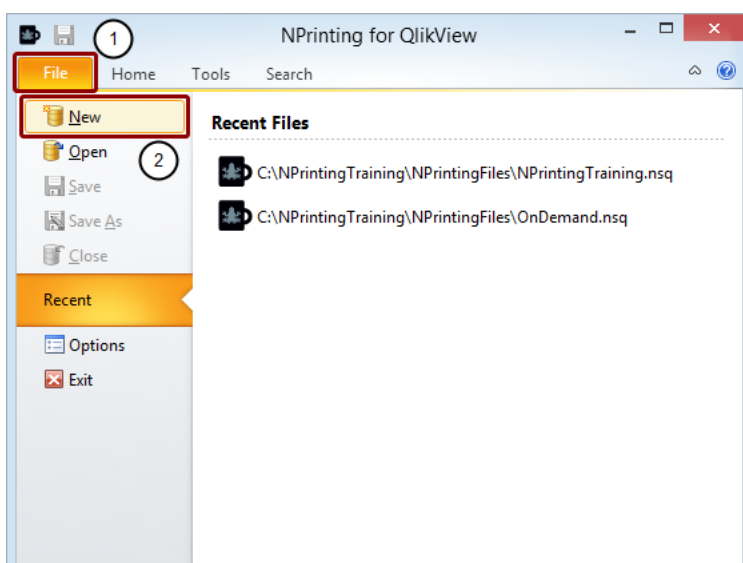 1
NPrinting for QlikView
File Home Tools Search
New
Recent Files
Open
2
C:\NPrintingTraining\NPrintingFiles\NPrintingTraining.nsq
Save
Save As
C:\NPrintingTraining\NPrintingFiles\OnDemand.nsq
Close
Recent
Options
Exit